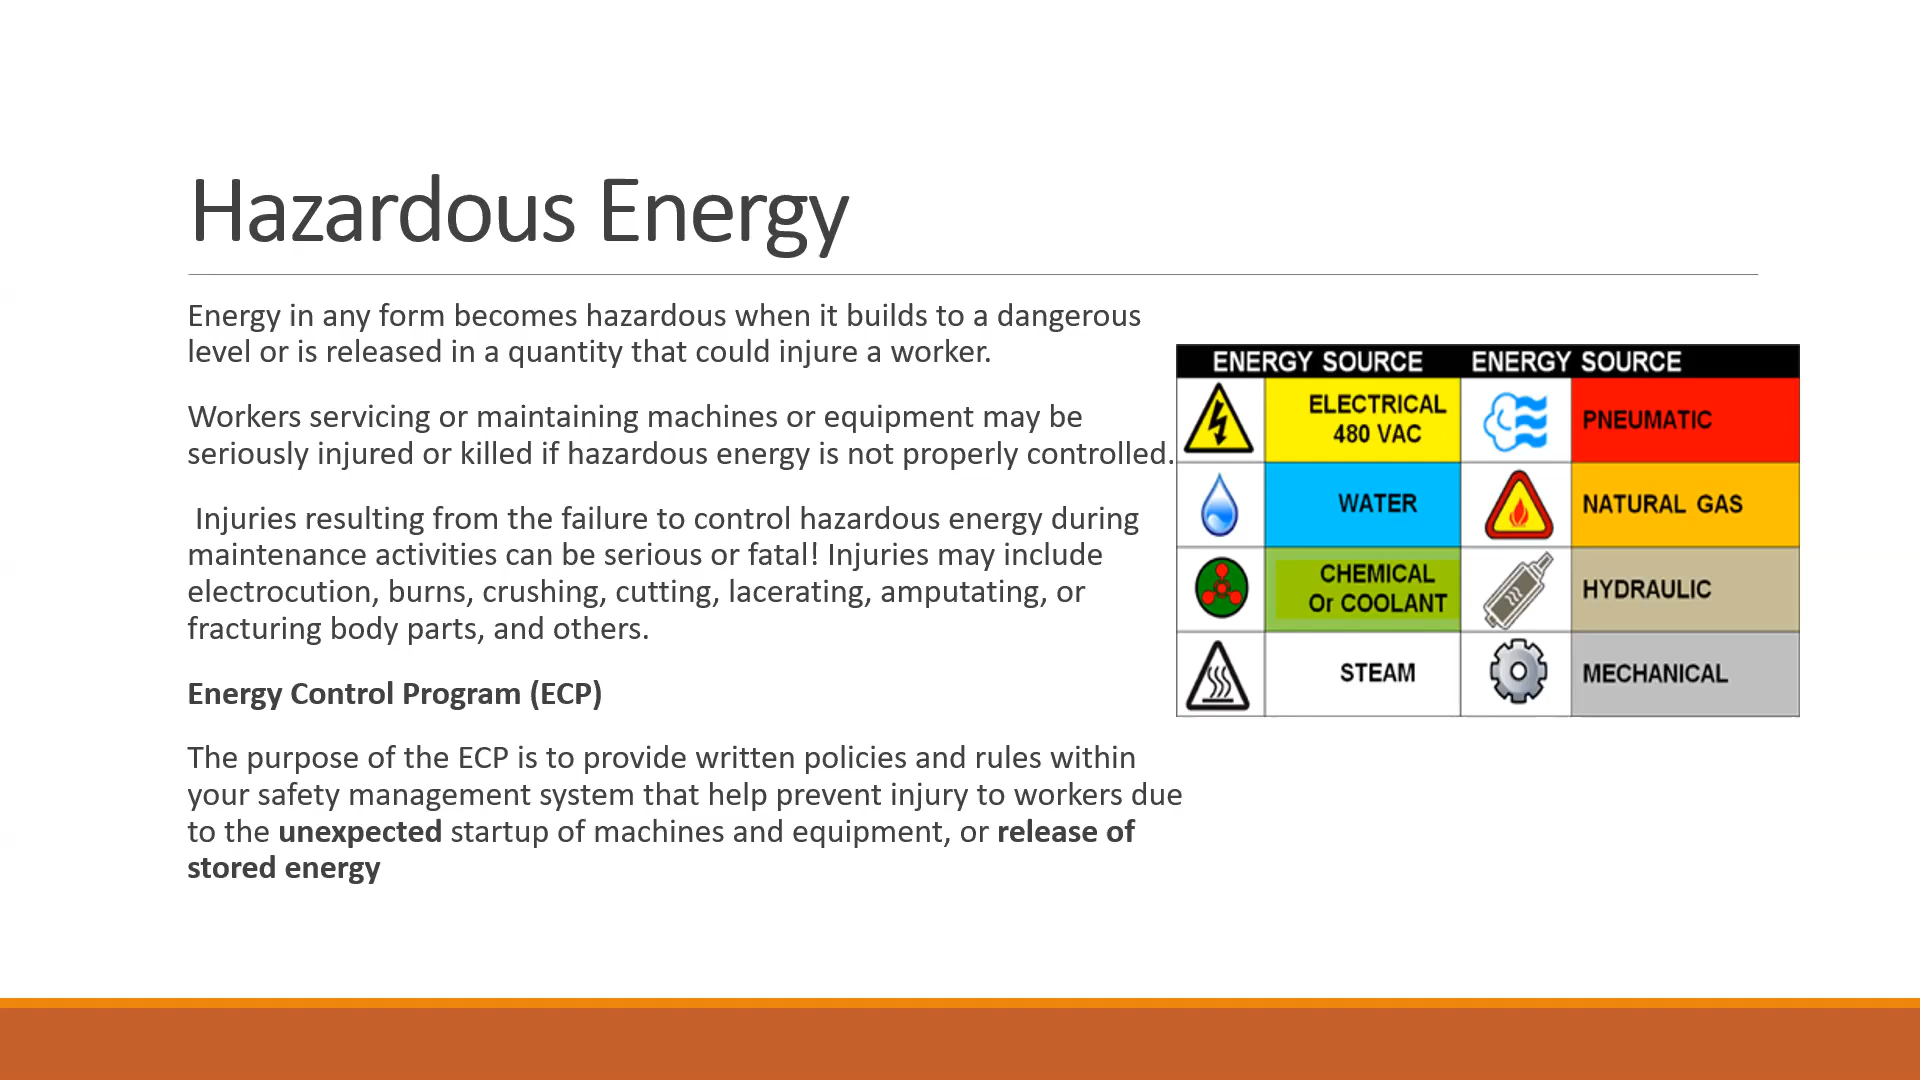 Hazardous Energy
Energy in any form becomes hazardous when it builds to a dangerous
level or is released in a quantity that could injure a worker.
Workers servicing or maintaining machines or equipment may be
seriously injured or killed if hazardous energy is not properly controlled.
Injuries resulting from the failure to control hazardous energy during
maintenance activities can be serious or fatal! Injuries may include
electrocution, burns, crushing, cutting, lacerating, amputating, or
fracturing body parts, and others.
Energy Control Program (ECP)
The purpose of the ECP is to provide written policies and rules within
your safety management system that help prevent injury to workers due
to the unexpected startup of machines and equipment, or release of
stored energy
ENERGY SOURCE ENERGY SOURCE
ELECTRICAL
480 VAC
PNEUMATIC
WATER
NATURAL GAS
CHEMICAL
Or COOLANT
HYDRAULIC
STEAM
MECHANICAL